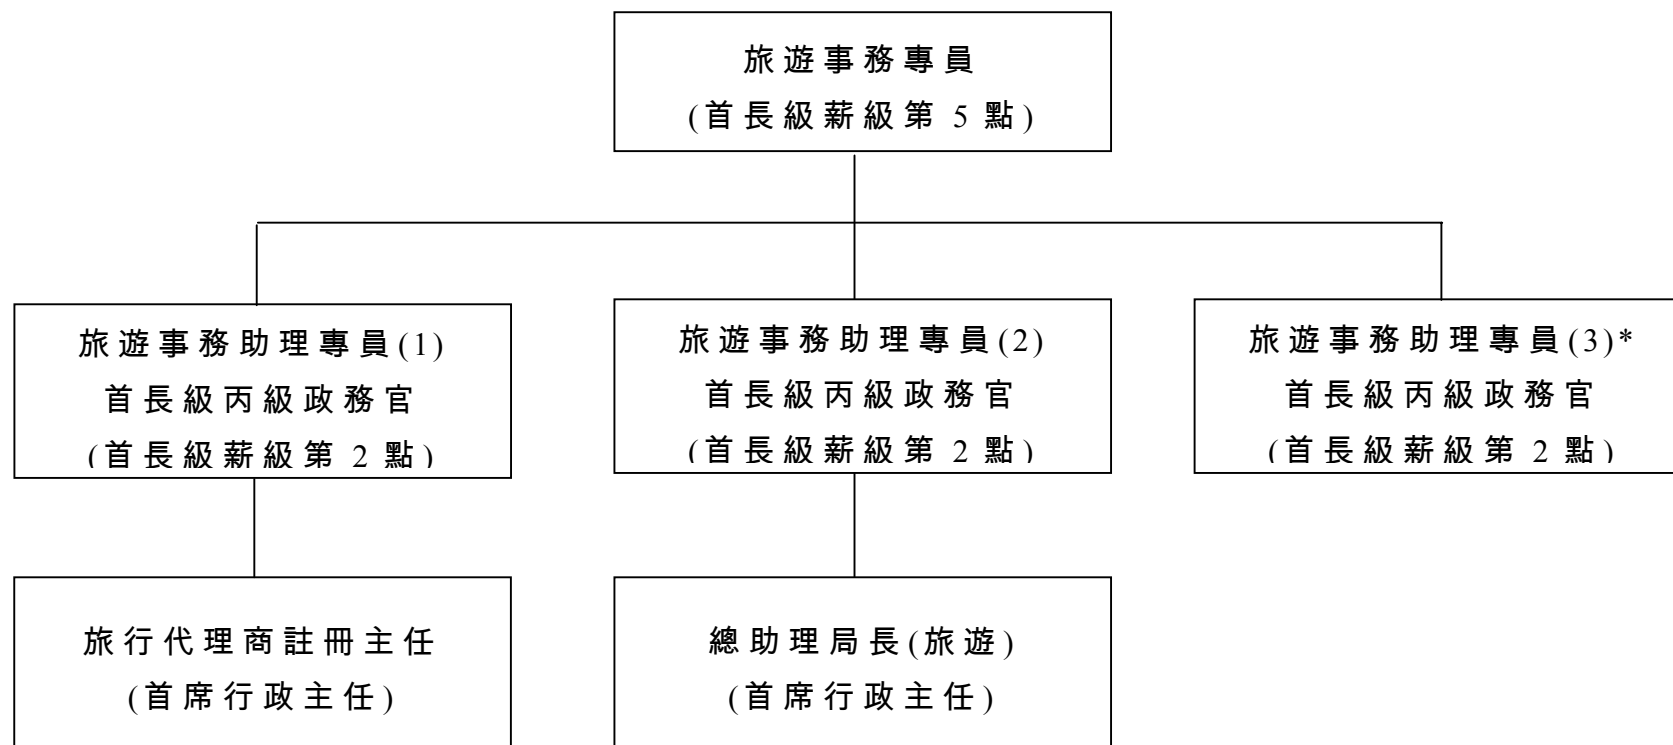 旅遊事務專員
(首長級薪級第 5 點)
旅遊事務助理專員(1)
首長級丙級政務官
(首長級薪級第 2 點)
旅遊事務助理專員(2)
首長級丙級政務官
(首長級薪級第 2 點)
旅遊事務助理專員(3)*
首長級丙級政務官
(首長級薪級第 2 點)
旅行代理商註冊主任
(首席行政主任)
總助理局長(旅遊)
(首席行政主任)